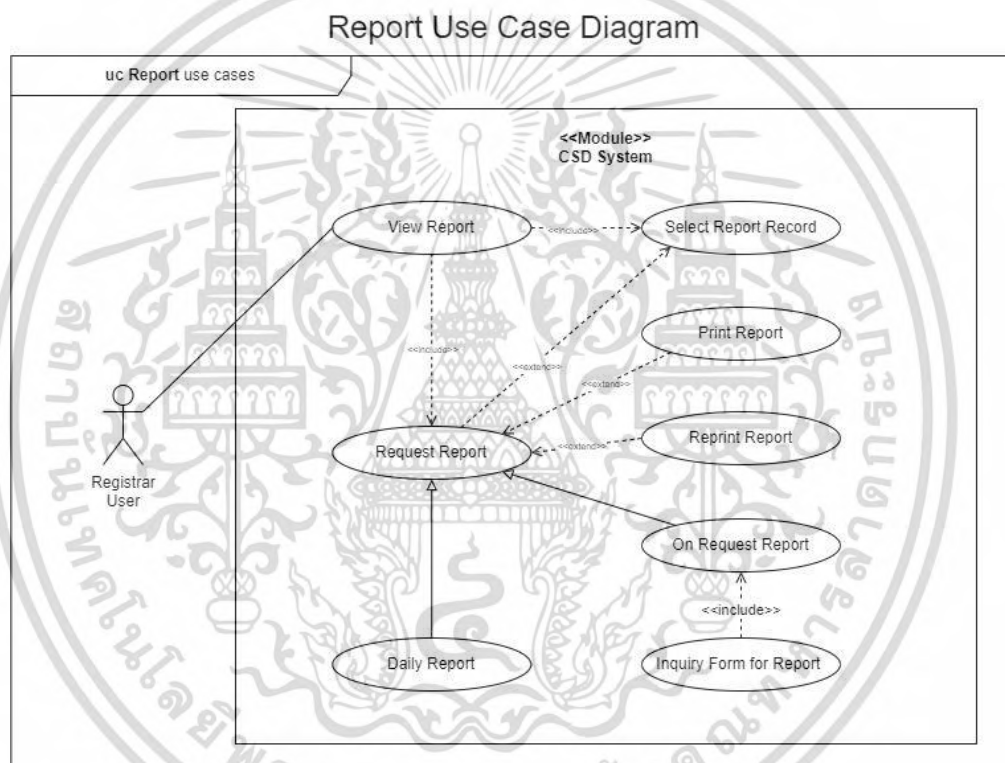 Report Use Case Diagram
uc Report use cases
<<Module>>
CSD System
View Report
<<include>>
Select Report Record
Print Report
<<include>>
<<extend>>
<<extend>>
Request Report
<<extend>>
Reprint Report
Registrar
User
On Request Report
<<include>>
Daily Report
Inquiry Form for Report